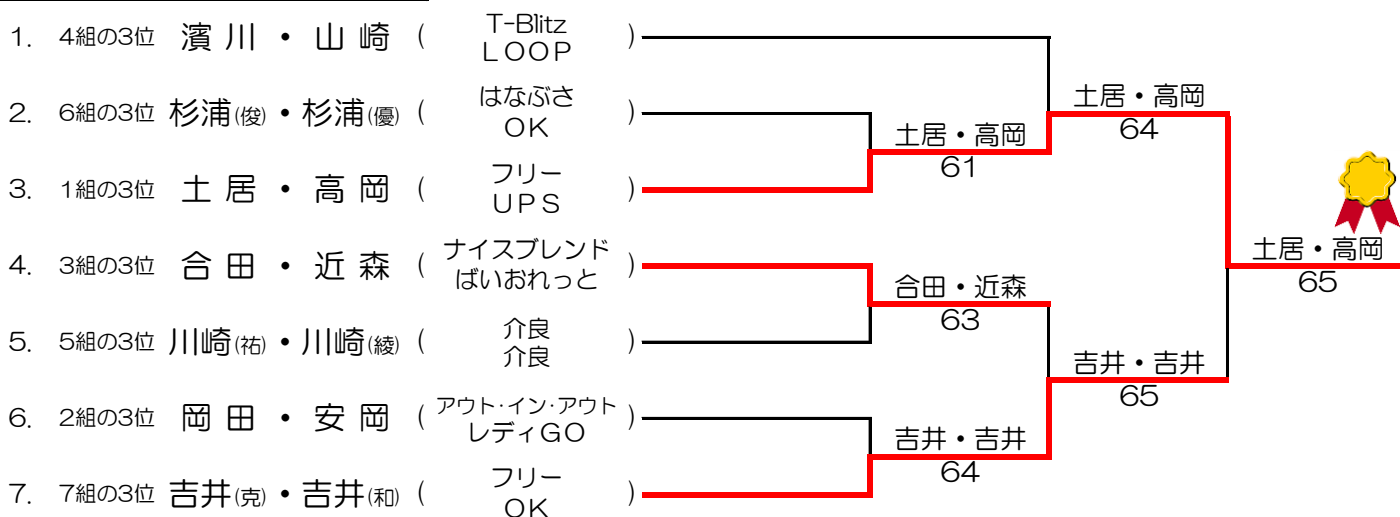 1. 4組の3位 濱川・山崎 ( T-Blitz
LOOP )
2. 6組の3位 杉浦(俊)・杉浦(優) ( はなぶさ
OK )
3. 1組の3位 土居・高岡 ( フリー
UPS )
4. 3組の3位 合田・近森 ( ナイスブレンド
ばいおれっと )
5. 5組の3位 川崎(祐)・川崎(綾) ( 介良
介良 )
6. 2組の3位 岡田・安岡 ( アウト・イン・アウト
レディGO )
7. 7組の3位 吉井(克)・吉井(和) ( フリー
OK )
土居・高岡
61
合田・近森
63
吉井・吉井
64
土居・高岡
64
吉井・吉井
65
土居・高岡
65